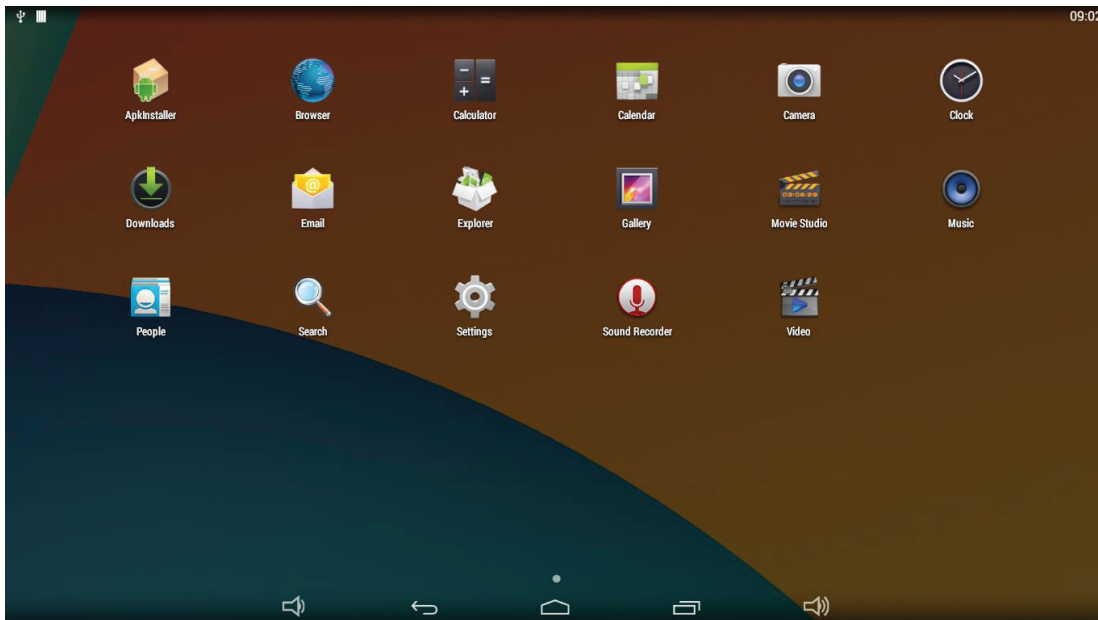 09:02
ApkInstaller
Browser
Calculator
Calendar
Camera
Clock
Downloads
Email
Explorer
Gallery
Movie Studio
Music
People
Search
Settings
Sound Recorder
Video